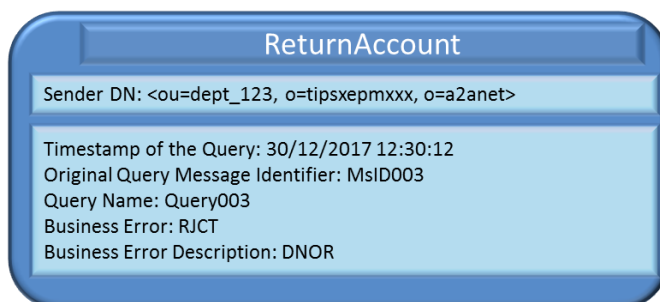 ReturnAccount
Sender DN: <ou=dept_123, o=tipsxepmxxx, o=a2anet>
Timestamp of the Query: 30/12/2017 12:30:12
Original Query Message Identifier: MsID003
Query Name: Query003
Business Error: RJCT
Business Error Description: DNOR